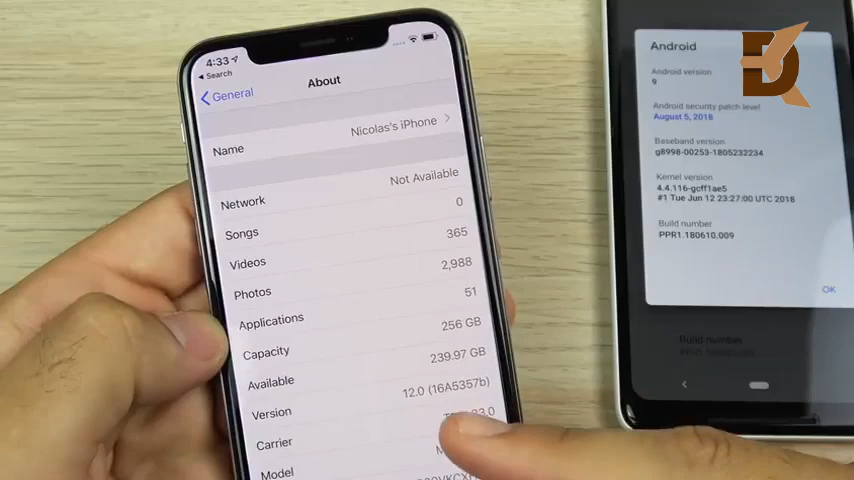 4:33
Search
General
About
Name
Nicolas's iPhone
Network
Not Available
Songs
0
Videos
365
Photos
2,988
Applications
51
Capacity
256 GB
Available
239.97 GB
Version
12.0 (16A5357b)
Carrier
Model
Android
Android version
9
Android security patch level
August 5, 2018
Baseband version
g8998-00253-1805232234
Kernel version
4.4.116-gcff1ae5
#1 Tue Jun 12 23:27:00 UTC 2018
Build number
PPR1.180610.009
OK
Build number